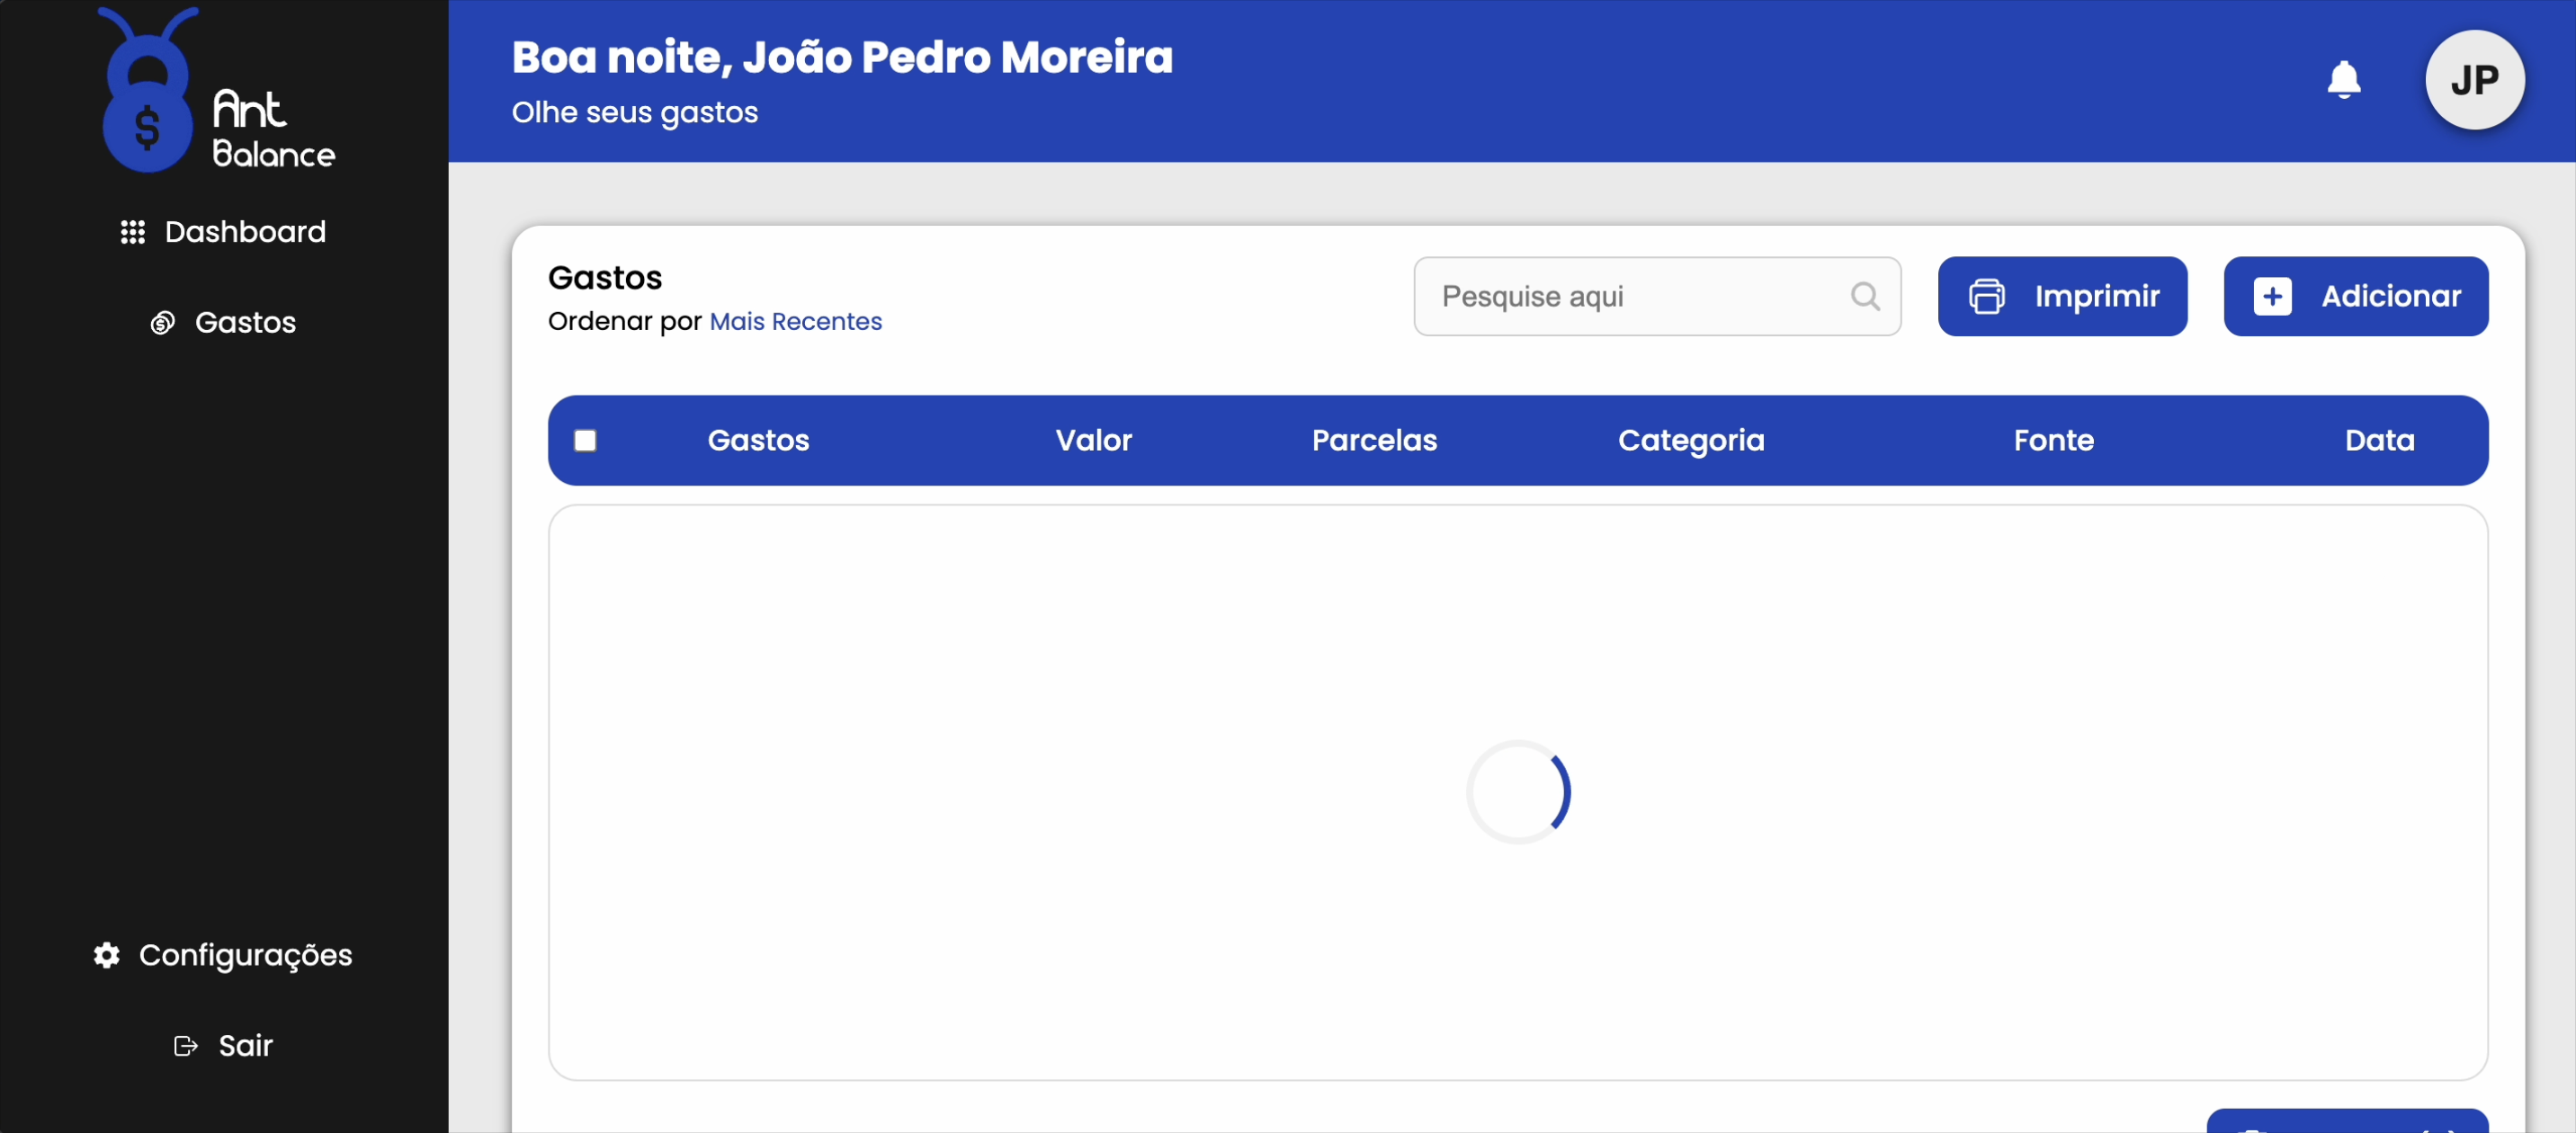 $
Ant
Balance
Dashboard
Gastos
Configurações
Sair
Boa noite, João Pedro Moreira
Olhe seus gastos
JP
Gastos
Ordenar por Mais Recentes
Pesquise aqui
Imprimir
Adicionar
Gastos Valor Parcelas Categoria Fonte Data